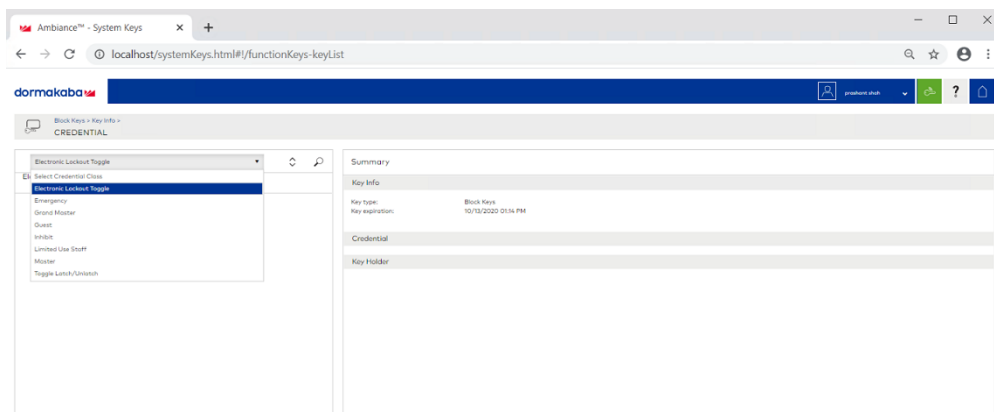 Ambiance™ - System Keys
localhost/systemKeys.html#!/functionKeys-keyList
dormakaba
prashant shah
?
Block Keys > Key Info >
CREDENTIAL
Electronic Lockout Toggle
Summary
El
Select Credential Class
Electronic Lockout Toggle
Emergency
Grand Master
Guest
Inhibit
Limited Use Staff
Master
Toggle Latch/Unlatch
Key Info
Key type: Block Keys
Key expiration: 10/13/2020 01:14 PM
Credential
Key Holder